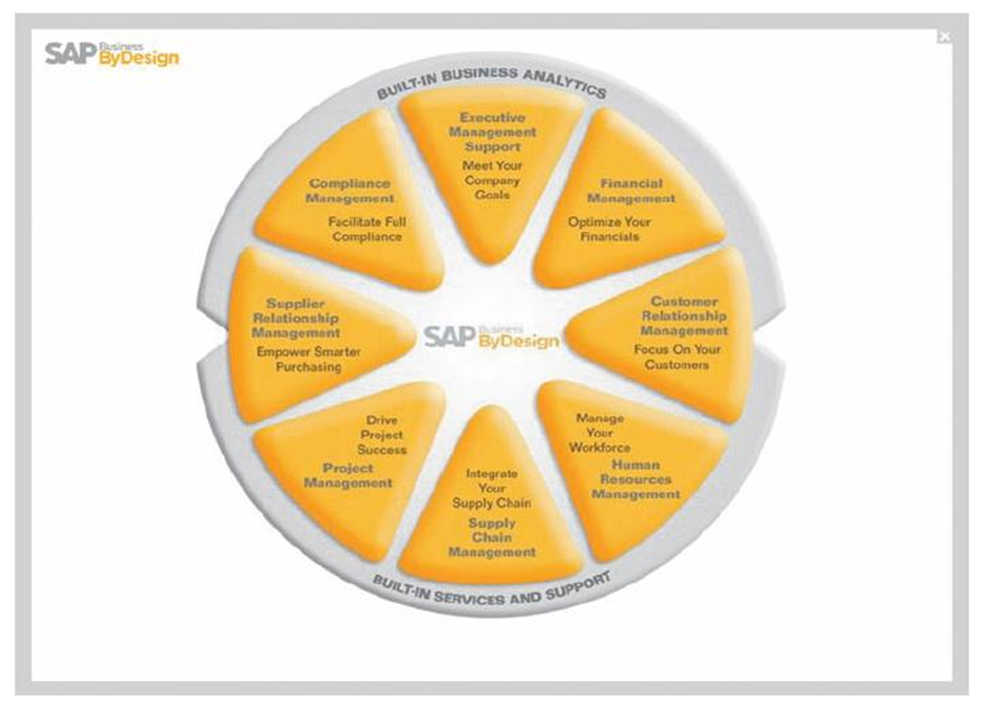 SAP Business ByDesign
BUILT-IN BUSINESS ANALYTICS
Executive
Management
Support
Meet Your
Company
Goals
Financial
Management
Optimize Your
Financials
Customer
Relationship
Management
Focus On Your
Customers
Manage
Your
Workforce
Human
Resources
Management
Integrate
Your
Supply Chain
Supply
Chain
Management
Drive
Project
Success
Project
Management
Supplier
Relationship
Management
Empower Smarter
Purchasing
Compliance
Management
Facilitate Full
Compliance
SAP Business ByDesign
BUILT-IN SERVICES AND SUPPORT